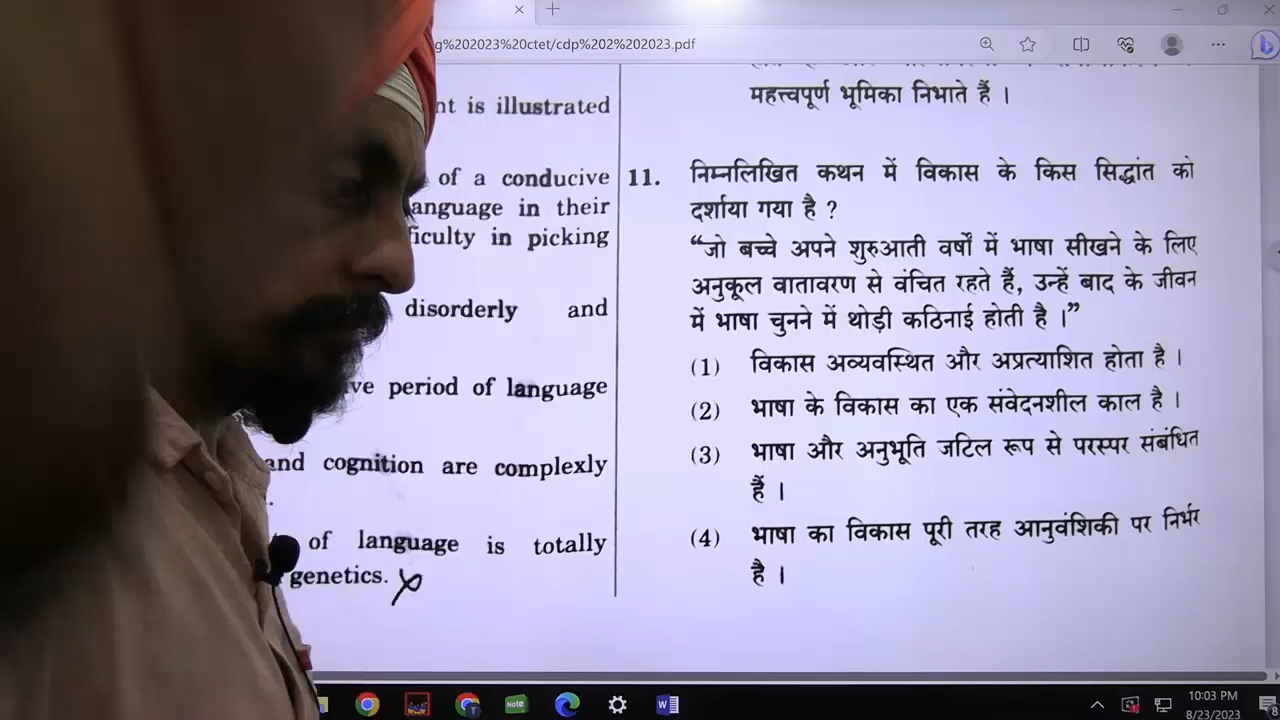 g%202023%20ctet/cdp%202%202023.pdf
nt is illustrated
of a conducive
anguage in their
ficulty in picking
disorderly and
ve period of language
and cognition are complexly
of language is totally
genetics.
महत्त्वपूर्ण भूमिका निभाते हैं ।
11. निम्नलिखित कथन में विकास के किस सिद्धांत को
दर्शाया गया है ?
“जो बच्चे अपने शुरुआती वर्षों में भाषा सीखने के लिए
अनुकूल वातावरण से वंचित रहते हैं, उन्हें बाद के जीवन
में भाषा चुनने में थोड़ी कठिनाई होती है ।”
(1) विकास अव्यवस्थित और अप्रत्याशित होता है ।
(2) भाषा के विकास का एक संवेदनशील काल है ।
(3) भाषा और अनुभूति जटिल रूप से परस्पर संबंधित
हैं ।
(4) भाषा का विकास पूरी तरह आनुवंशिकी पर निर्भर
है ।
Note
10:03 PM
8/23/2023